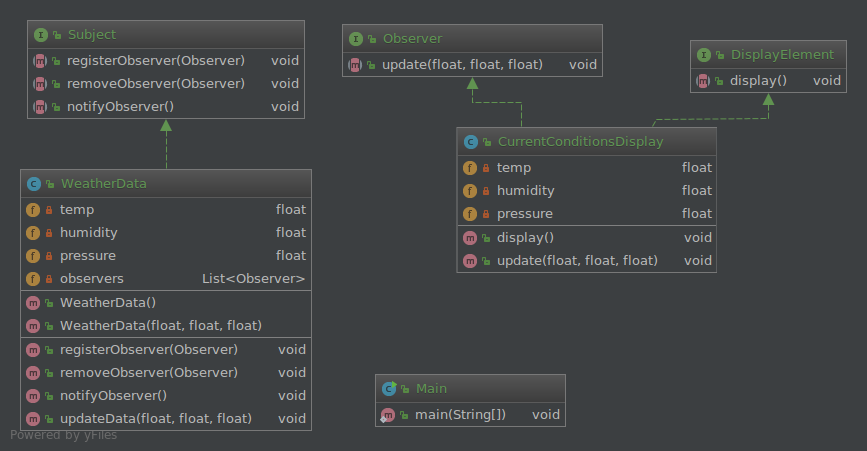 I Subject
m registerObserver(Observer) void
m removeObserver(Observer) void
m notifyObserver() void
I Observer
m update(float, float, float) void
I DisplayElement
m display() void
C CurrentConditionsDisplay
f temp float
f humidity float
f pressure float
m display() void
m update(float, float, float) void
C WeatherData
f temp float
f humidity float
f pressure float
f observers List<Observer>
m WeatherData()
m WeatherData(float, float, float)
m registerObserver(Observer) void
m removeObserver(Observer) void
m notifyObserver() void
m updateData(float, float, float) void
C Main
m main(String[]) void
Powered by yFiles